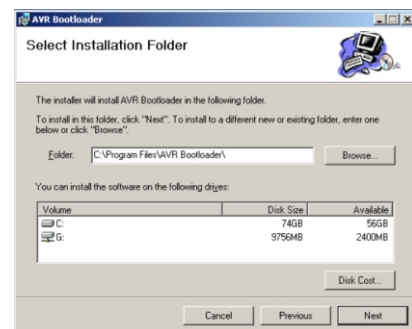 AVR Bootloader
Select Installation Folder
The installer will install AVR Bootloader in the following folder.
To install in this folder, click "Next". To install to a different new or existing folder, enter one
below or click "Browse".
Folder:
C:\Program Files\AVR Bootloader\
Browse...
You can install the software on the following drives:
Volume Disk Size Available
C: 74GB 56GB
G: 9756MB 2400MB
Disk Cost...
Cancel Previous Next